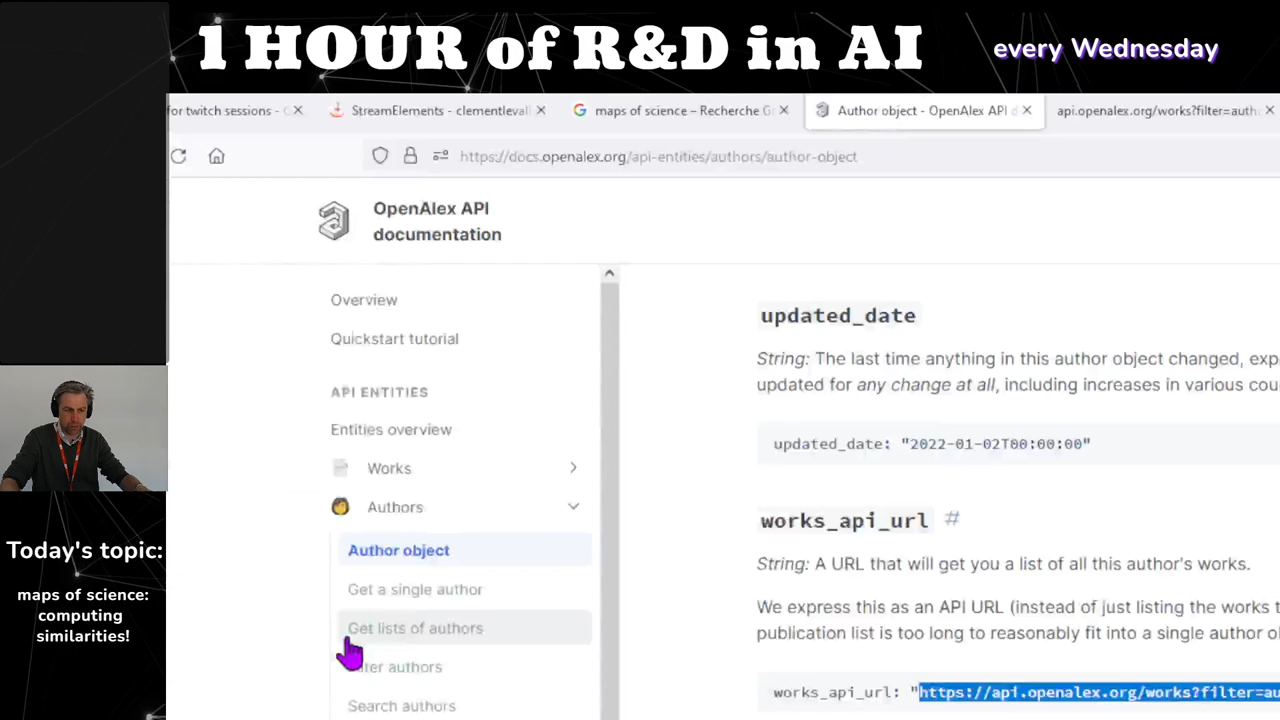 1 HOUR of R&D in AI
every Wednesday
for twitch sessions - G
StreamElements - clementlevall
maps of science – Recherche Go
Author object - OpenAlex API d
api.openalex.org/works?filter=auth
https://docs.openalex.org/api-entities/authors/author-object
OpenAlex API
documentation
Overview
Quickstart tutorial
API ENTITIES
Entities overview
Works
Authors
Author object
Get a single author
Get lists of authors
Filter authors
Search authors
updated_date
String: The last time anything in this author object changed, exp
updated for any change at all, including increases in various cou
updated_date: "2022-01-02T00:00:00"
works_api_url #
String: A URL that will get you a list of all this author's works.
We express this as an API URL (instead of just listing the works t
publication list is too long to reasonably fit into a single author o
works_api_url: "https://api.openalex.org/works?filter=au
Today's topic:
maps of science:
computing
similarities!